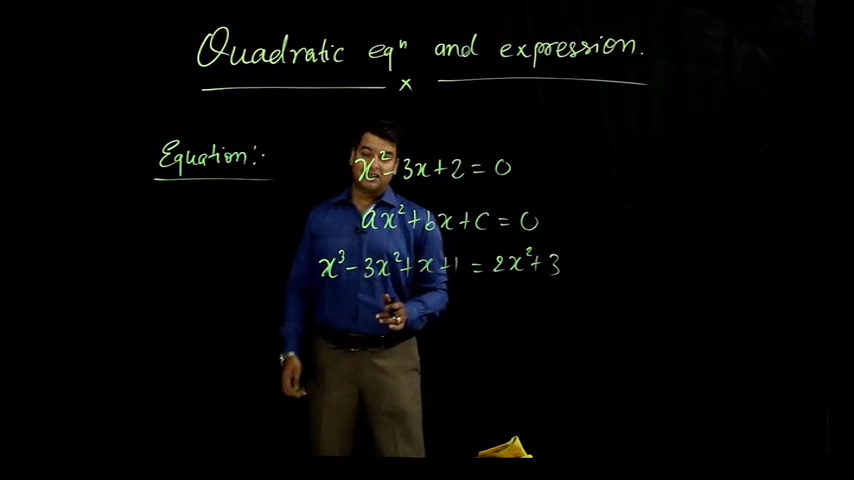 Quadratic eqⁿ and expression.
x
Equation:-
x² - 3x + 2 = 0
ax² + bx + c = 0
x³ - 3x² + x + 1 = 2x² + 3